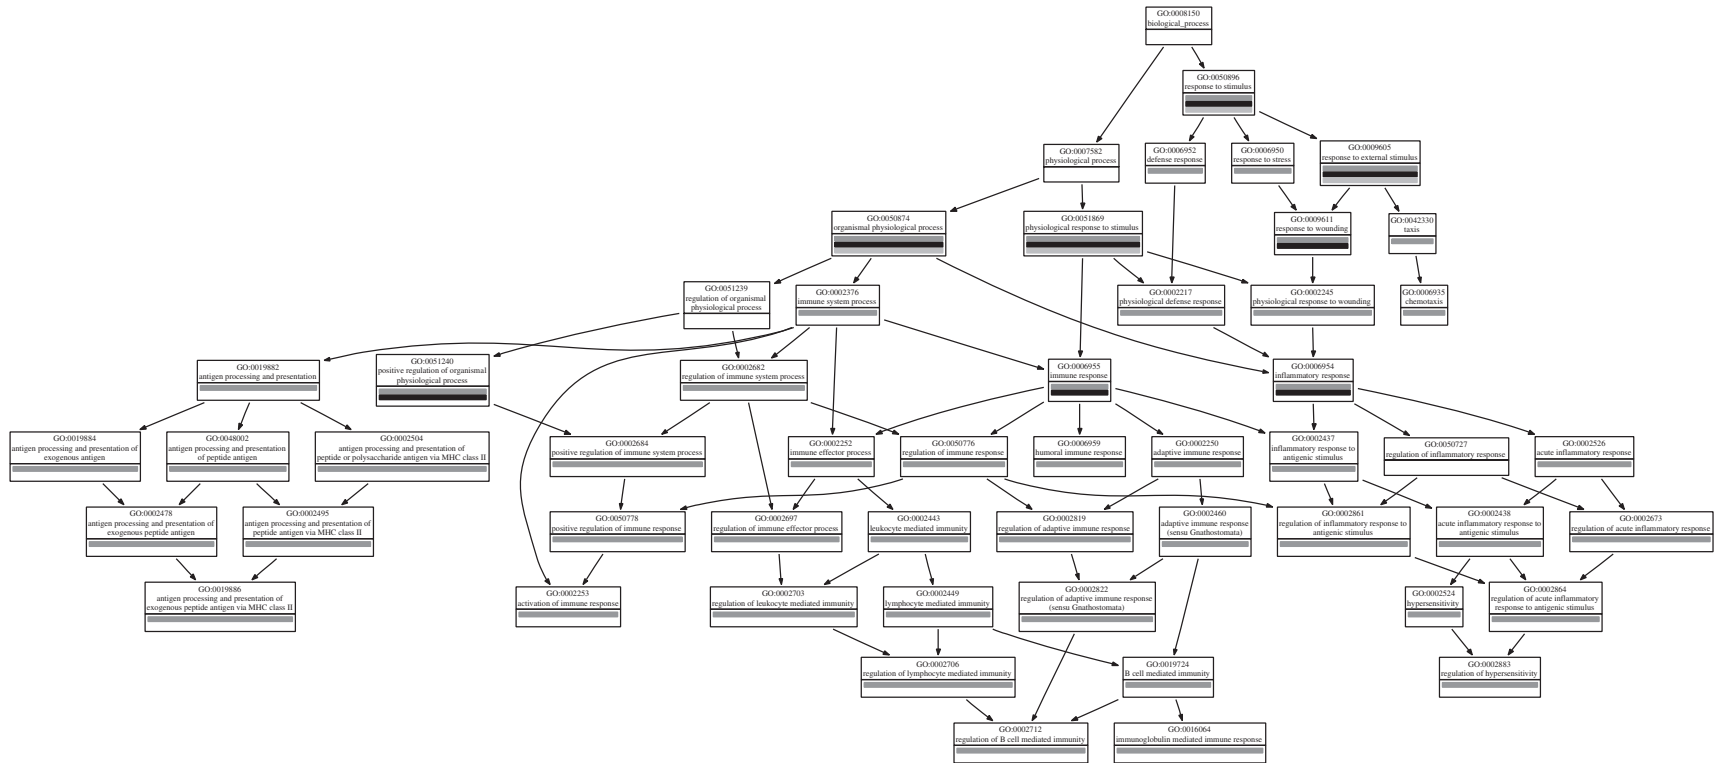 GO:0008150
biological_process
GO:0050896
response to stimulus
GO:0007582
physiological process
GO:0006952
defense response
GO:0006950
response to stress
GO:0009605
response to external stimulus
GO:0050874
organismal physiological process
GO:0051869
physiological response to stimulus
GO:0009611
response to wounding
GO:0042330
taxis
GO:0051239
regulation of organismal
physiological process
GO:0002376
immune system process
GO:0002217
physiological defense response
GO:0002245
physiological response to wounding
GO:0006935
chemotaxis
GO:0019882
antigen processing and presentation
GO:0051240
positive regulation of organismal
physiological process
GO:0002682
regulation of immune system process
GO:0006955
immune response
GO:0006954
inflammatory response
GO:0019884
antigen processing and presentation of
exogenous antigen
GO:0048002
antigen processing and presentation
of peptide antigen
GO:0002504
antigen processing and presentation of
peptide or polysaccharide antigen via MHC class II
GO:0002684
positive regulation of immune system process
GO:0002252
immune effector process
GO:0050776
regulation of immune response
GO:0006959
humoral immune response
GO:0002250
adaptive immune response
GO:0002437
inflammatory response to
antigenic stimulus
GO:0050727
regulation of inflammatory response
GO:0002526
acute inflammatory response
GO:0002478
antigen processing and presentation of
exogenous peptide antigen
GO:0002495
antigen processing and presentation of
peptide antigen via MHC class II
GO:0050778
positive regulation of immune response
GO:0002697
regulation of immune effector process
GO:0002443
leukocyte mediated immunity
GO:0002819
regulation of adaptive immune response
GO:0002460
adaptive immune response
(sensu Gnathostomata)
GO:0002861
regulation of inflammatory response to
antigenic stimulus
GO:0002438
acute inflammatory response to
antigenic stimulus
GO:0002673
regulation of acute inflammatory response
GO:0019886
antigen processing and presentation of
exogenous peptide antigen via MHC class II
GO:0002253
activation of immune response
GO:0002703
regulation of leukocyte mediated immunity
GO:0002449
lymphocyte mediated immunity
GO:0002822
regulation of adaptive immune response
(sensu Gnathostomata)
GO:0002524
hypersensitivity
GO:0002864
regulation of acute inflammatory
response to antigenic stimulus
GO:0002706
regulation of lymphocyte mediated immunity
GO:0019724
B cell mediated immunity
GO:0002883
regulation of hypersensitivity
GO:0002712
regulation of B cell mediated immunity
GO:0016064
immunoglobulin mediated immune response